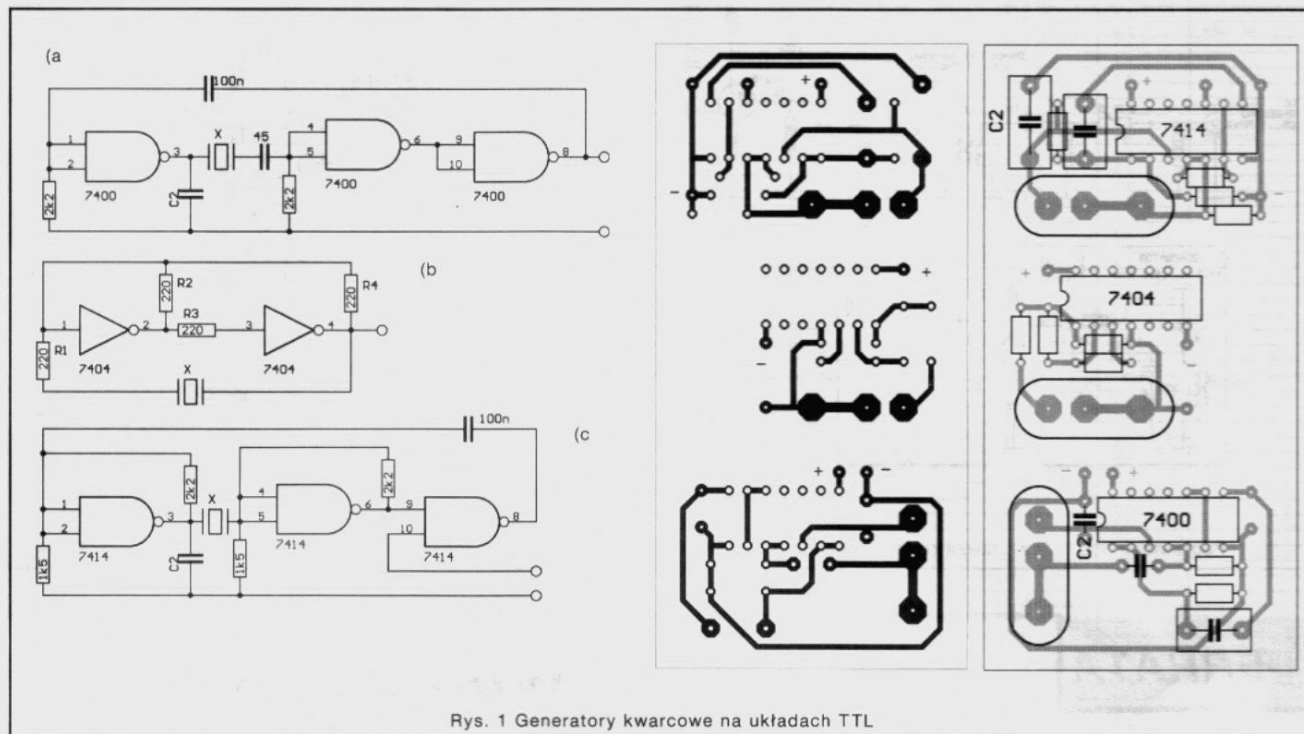 (a
100n
1
2
3
7400
X
45
4
5
6
7400
9
10
8
7400
2k2
C2
2k2
(b
R2
220
R4
220
1
2
7404
R3
220
3
4
7404
R1
220
X
(c
100n
2k2
X
2k2
1
2
3
7414
4
5
6
7414
9
10
8
7414
1k5
C2
1k5
+
-
+
-
+
-
C2
+
7414
-
+
7404
-
-
+
C2
7400
Rys. 1 Generatory kwarcowe na układach TTL